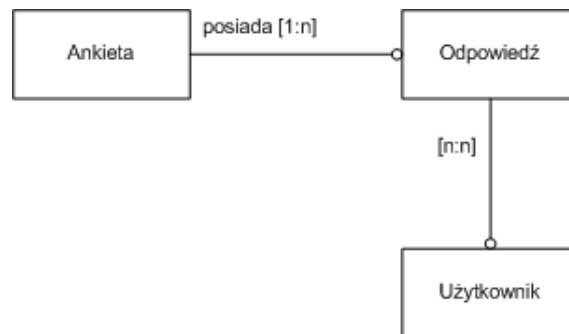 posiada [1:n]
Ankieta
Odpowiedź
[n:n]
Użytkownik